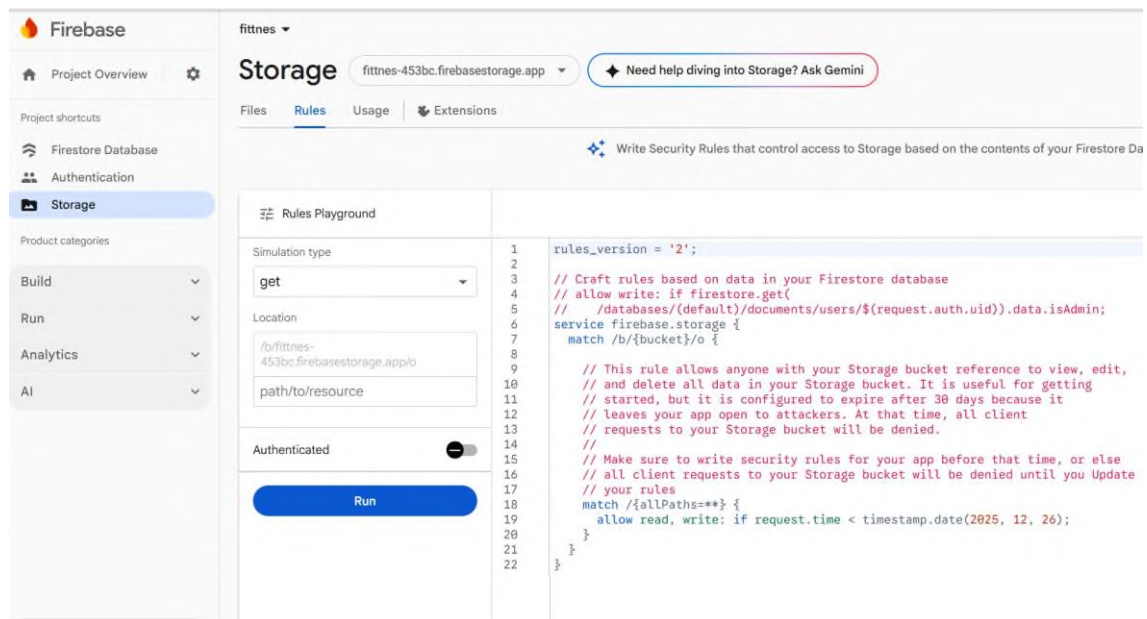 Firebase
Project Overview
Project shortcuts
Firestore Database
Authentication
Storage
Product categories
Build
Run
Analytics
AI
fittnes
Storage
fittnes-453bc.firebasestorage.app
Need help diving into Storage? Ask Gemini
Files Rules Usage Extensions
Write Security Rules that control access to Storage based on the contents of your Firestore Da
Rules Playground
Simulation type
get
Location
/b/fittnes-
453bc.firebasestorage.app/o
path/to/resource
Authenticated
Run
1 rules_version = '2';
2
3 // Craft rules based on data in your Firestore database
4 // allow write: if firestore.get(
5 //    /databases/(default)/documents/users/$(request.auth.uid)).data.isAdmin;
6 service firebase.storage {
7   match /b/{bucket}/o {
8
9     // This rule allows anyone with your Storage bucket reference to view, edit,
10     // and delete all data in your Storage bucket. It is useful for getting
11     // started, but it is configured to expire after 30 days because it
12     // leaves your app open to attackers. At that time, all client
13     // requests to your Storage bucket will be denied.
14     //
15     // Make sure to write security rules for your app before that time, or else
16     // all client requests to your Storage bucket will be denied until you Update
17     // your rules
18     match /{allPaths=**} {
19       allow read, write: if request.time < timestamp.date(2025, 12, 26);
20     }
21   }
22 }